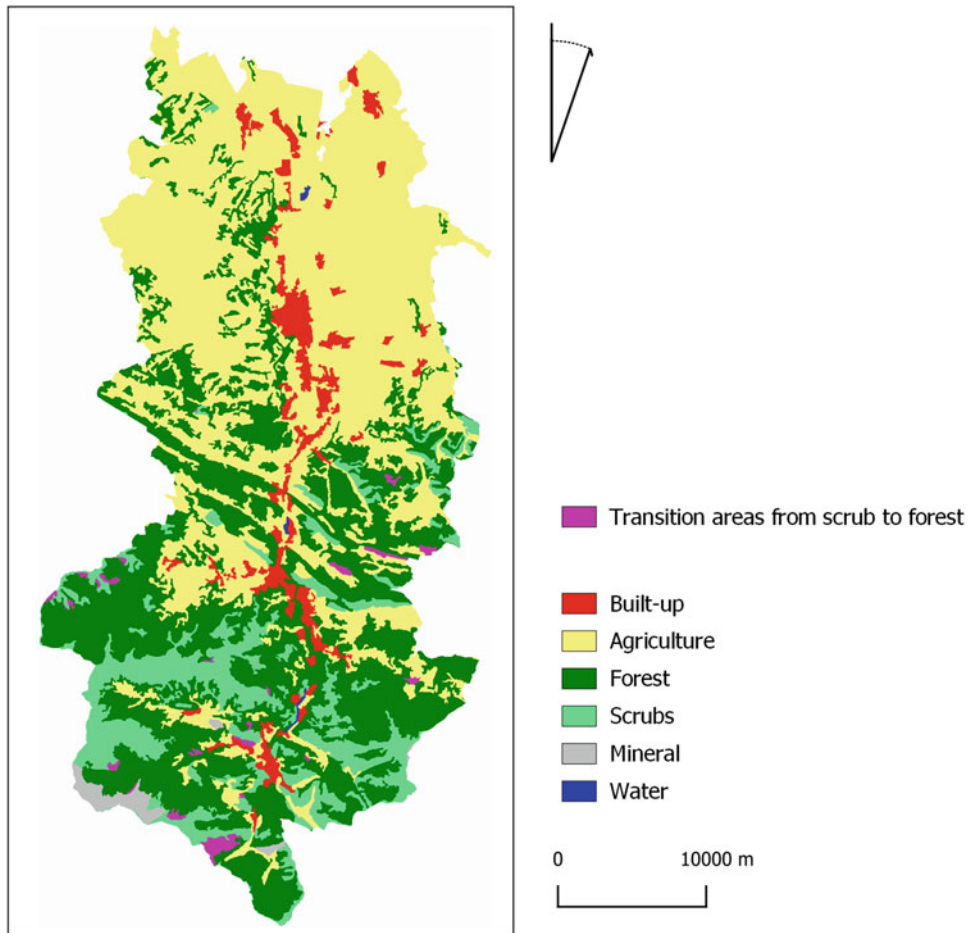 Transition areas from scrub to forest
Built-up
Agriculture
Forest
Scrubs
Mineral
Water
0 10000 m